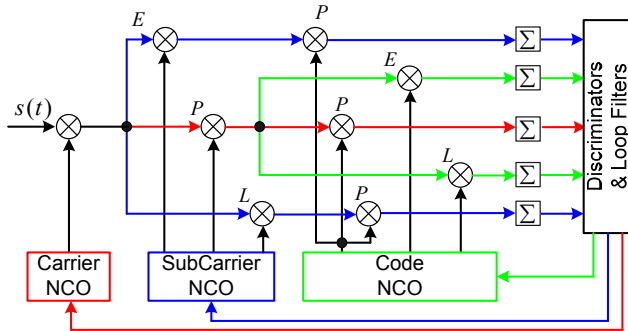 E
P
E
s(t)
P
P
L
L
P
Σ
Σ
Σ
Σ
Σ
Discriminators
& Loop Filters
Carrier
NCO
SubCarrier
NCO
Code
NCO